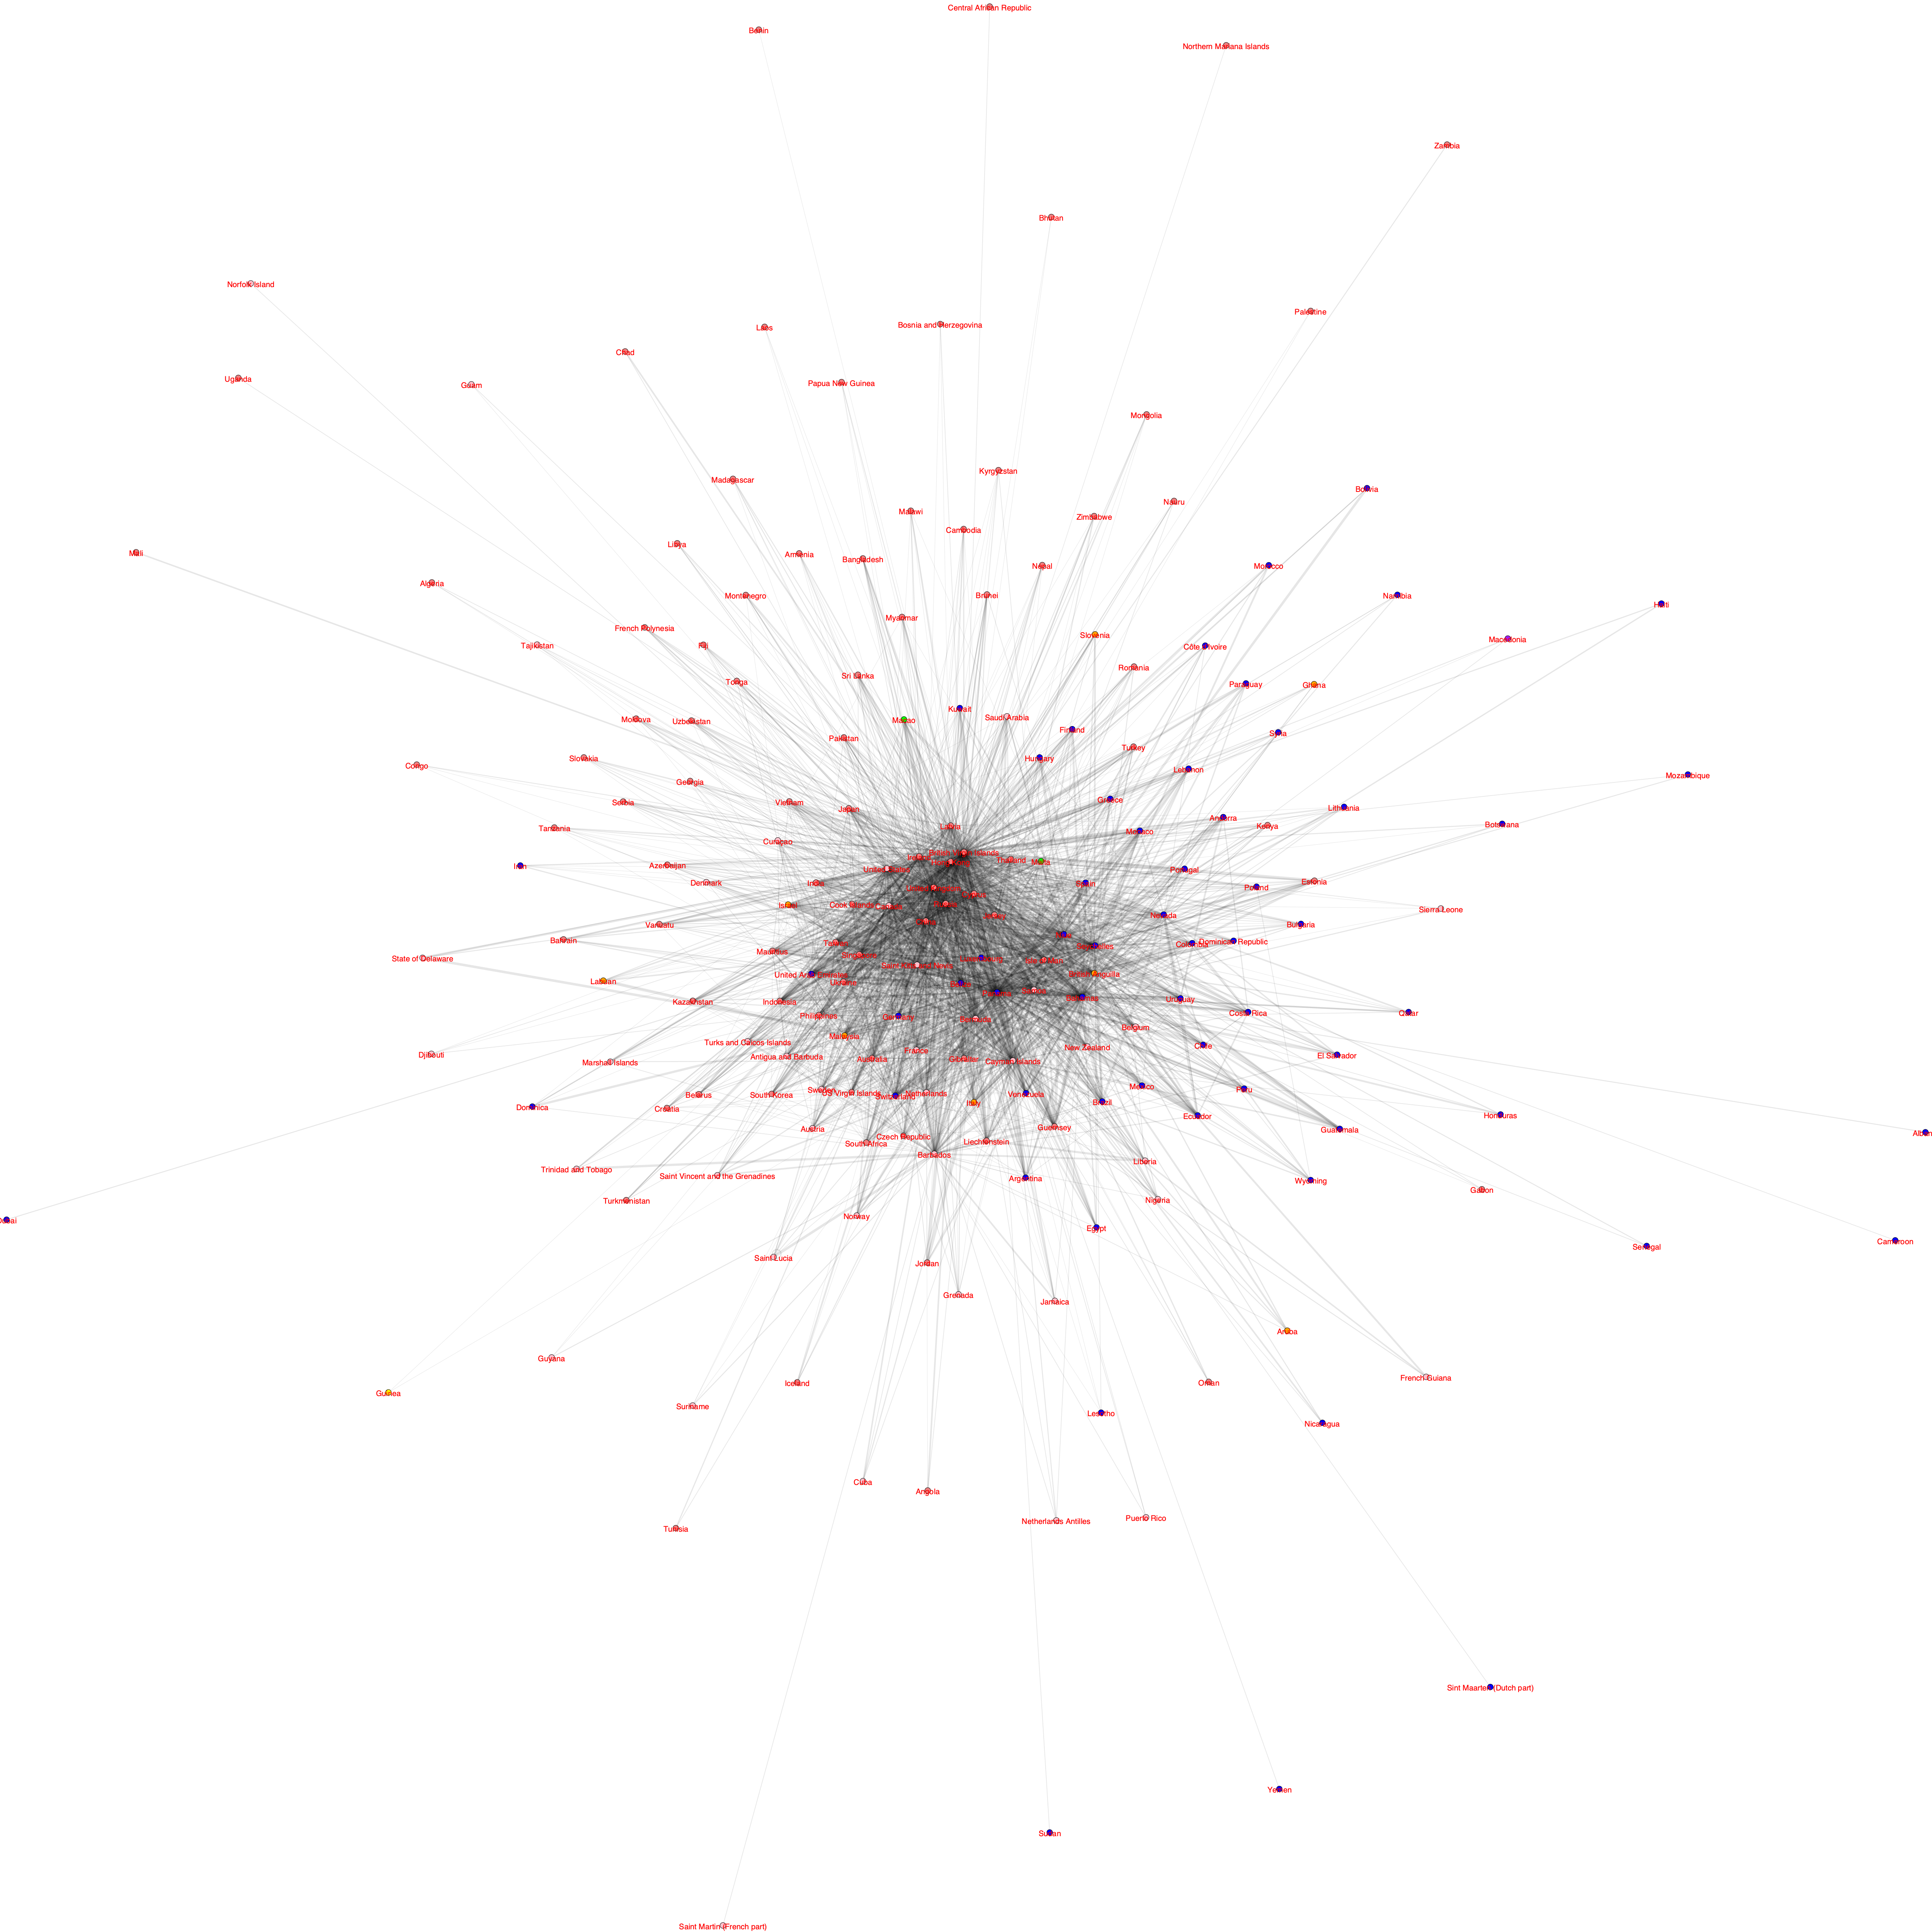 Central African Republic
Benin
Northern Mariana Islands
Zambia
Bhutan
Norfolk Island
Palestine
Bosnia and Herzegovina
Laos
Chad
Uganda
Guam
Papua New Guinea
Mongolia
Kyrgyzstan
Madagascar
Bolivia
Nauru
Malawi
Zimbabwe
Cambodia
Libya
Mali
Armenia
Bangladesh
Nepal
Morocco
Algeria
Montenegro
Brunei
Namibia
Haiti
Myanmar
French Polynesia
Slovenia
Macedonia
Tajikistan
Fiji
Côte d'Ivoire
Romania
Sri Lanka
Tonga
Paraguay
Ghana
Kuwait
Saudi Arabia
Moldova
Uzbekistan
Macao
Finland
Syria
Pakistan
Turkey
Slovakia
Hungary
Congo
Lebanon
Mozambique
Georgia
Serbia
Vietnam
Japan
Greece
Lithuania
Andorra
Tanzania
Latvia
Monaco
Kenya
Botswana
Curaçao
Thailand
Malta
Iran
Azerbaijan
United States
Portugal
Denmark
India
Spain
Poland
Estonia
Israel
Cook Islands
Sierra Leone
Nevada
Vanuatu
Bulgaria
Bahrain
Taiwan
Colombia
Dominican Republic
State of Delaware
Mauritius
Singapore
Seychelles
Labuan
United Arab Emirates
Ukraine
Kazakhstan
Indonesia
Bahamas
Uruguay
Philippines
Germany
Bermuda
Costa Rica
Qatar
Belgium
Malaysia
Turks and Caicos Islands
France
New Zealand
Chile
Djibouti
Marshall Islands
Antigua and Barbuda
Australia
Gibraltar
Cayman Islands
El Salvador
Belarus
South Korea
Sweden
US Virgin Islands
Switzerland
Netherlands
Venezuela
Mexico
Peru
Dominica
Croatia
Italy
Brazil
Ecuador
Honduras
Austria
Guernsey
Guatemala
South Africa
Czech Republic
Liechtenstein
Barbados
Liberia
Trinidad and Tobago
Saint Vincent and the Grenadines
Argentina
Wyoming
Turkmenistan
Nigeria
Gabon
Norway
Egypt
Cameroon
Senegal
Saint Lucia
Jordan
Grenada
Jamaica
Aruba
Guyana
Guinea
Iceland
Oman
French Guiana
Suriname
Lesotho
Nicaragua
Cuba
Angola
Tunisia
Netherlands Antilles
Puerto Rico
Sint Maarten (Dutch part)
Yemen
Sudan
Saint Martin (French part)